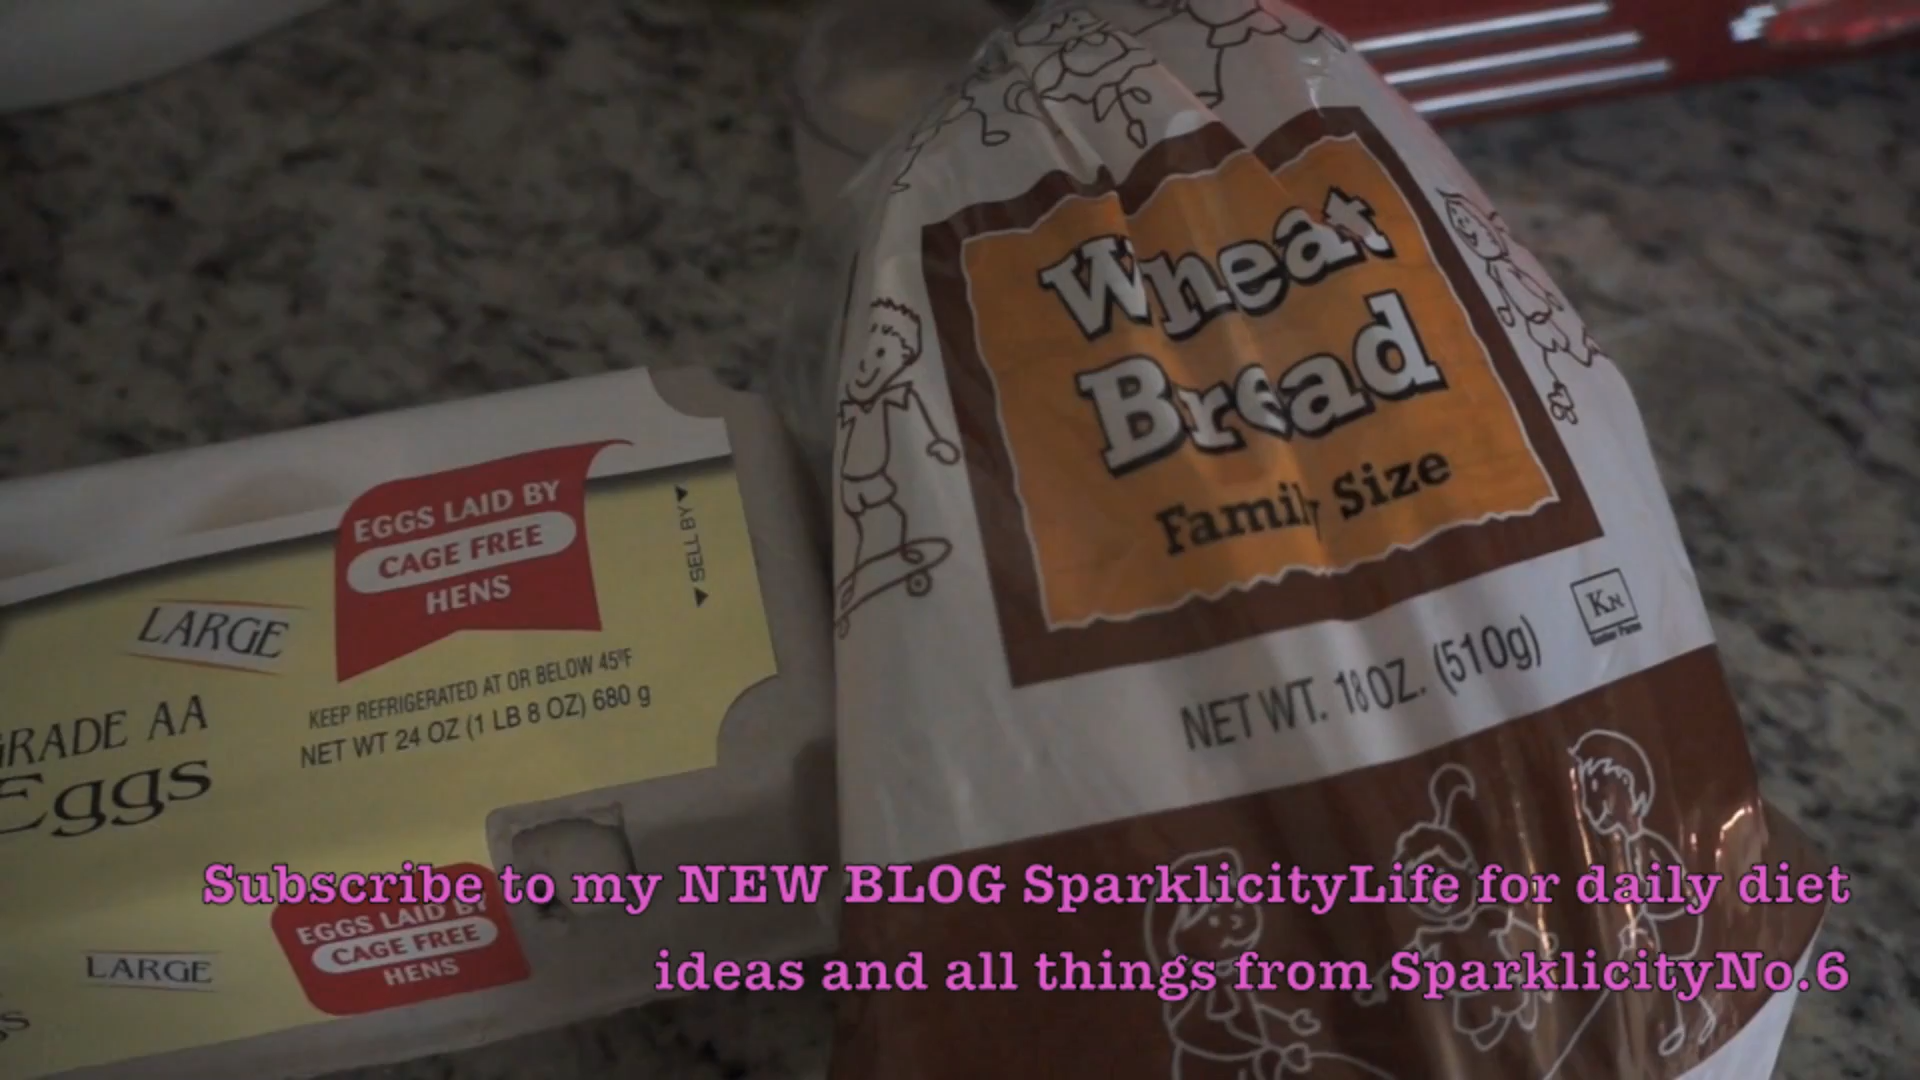 Wheat
Bread
Family Size
NET WT. 18 OZ. (510g)
KN
EGGS LAID BY
CAGE FREE
HENS
SELL BY
LARGE
KEEP REFRIGERATED AT OR BELOW 45°F
NET WT 24 OZ (1 LB 8 OZ) 680 g
GRADE AA
Eggs
Subscribe to my NEW BLOG SparklicityLife for daily diet
ideas and all things from SparklicityNo.6
EGGS LAID BY
CAGE FREE
HENS
LARGE